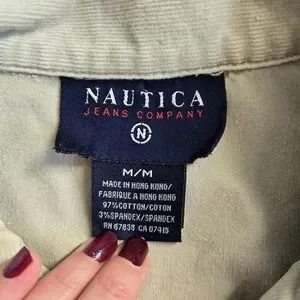 NAUTICA
JEANS COMPANY
N
M/M
MADE IN HONG KONG/
FABRIQUE A HONG KONG
97% COTTON/COTON
3% SPANDEX/SPANDEX
RN 67835 CA 07415